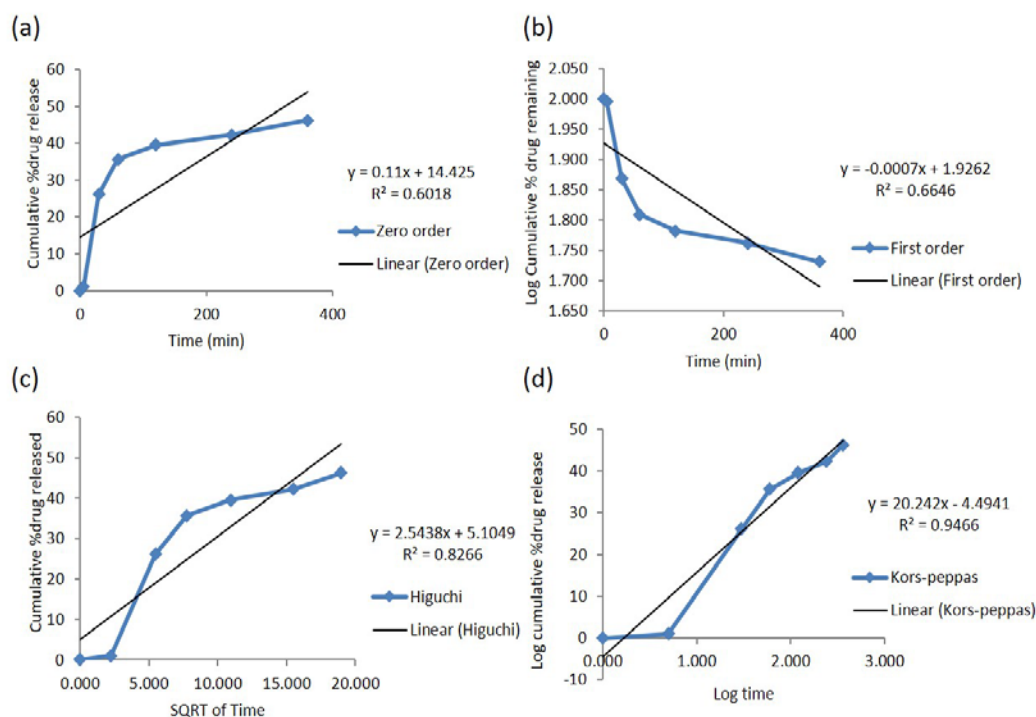 (a)
Cumulative %drug release
60
50
40
30
20
10
0
0
200
400
Time (min)
y = 0.11x + 14.425
R² = 0.6018
Zero order
Linear (Zero order)
(b)
Log Cumulative % drug remaining
2.050
2.000
1.950
1.900
1.850
1.800
1.750
1.700
1.650
0
200
400
Time (min)
y = -0.0007x + 1.9262
R² = 0.6646
First order
Linear (First order)
(c)
Cumulative %drug released
60
50
40
30
20
10
0
0.000
5.000
10.000
15.000
20.000
SQRT of Time
y = 2.5438x + 5.1049
R² = 0.8266
Higuchi
Linear (Higuchi)
(d)
Log cumulative %drug release
50
40
30
20
10
0
-10
0.000
1.000
2.000
3.000
Log time
y = 20.242x - 4.4941
R² = 0.9466
Kors-peppas
Linear (Kors-peppas)